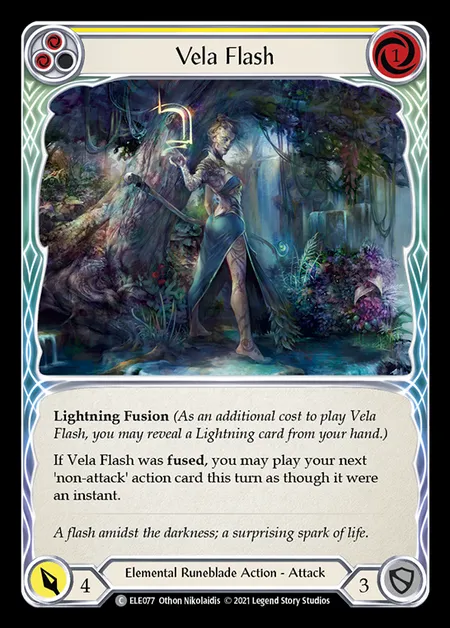 Vela Flash
1
Lightning Fusion (As an additional cost to play Vela
Flash, you may reveal a Lightning card from your hand.)
If Vela Flash was fused, you may play your next
'non-attack' action card this turn as though it were
an instant.
A flash amidst the darkness; a surprising spark of life.
4
Elemental Runeblade Action - Attack
3
C ELE077 Othon Nikolaidis © 2021 Legend Story Studios